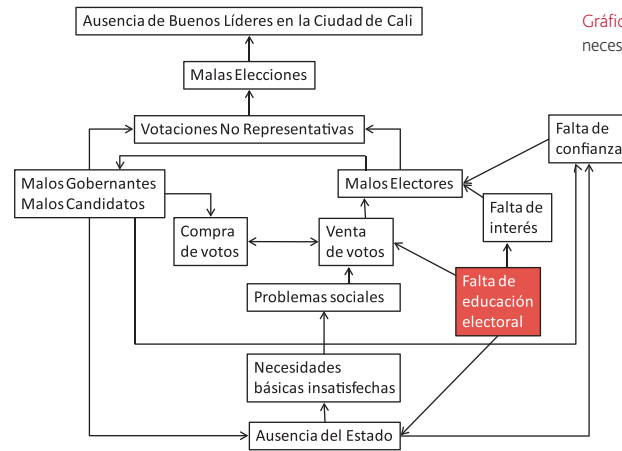 Ausencia de Buenos Líderes en la Ciudad de Cali
Gráfic
neces
Malas Elecciones
Votaciones No Representativas
Falta de
confianza
Malos Gobernantes
Malos Candidatos
Malos Electores
Falta de
interés
Compra
de votos
Venta
de votos
Falta de
educación
electoral
Problemas sociales
Necesidades
básicas insatisfechas
Ausencia del Estado